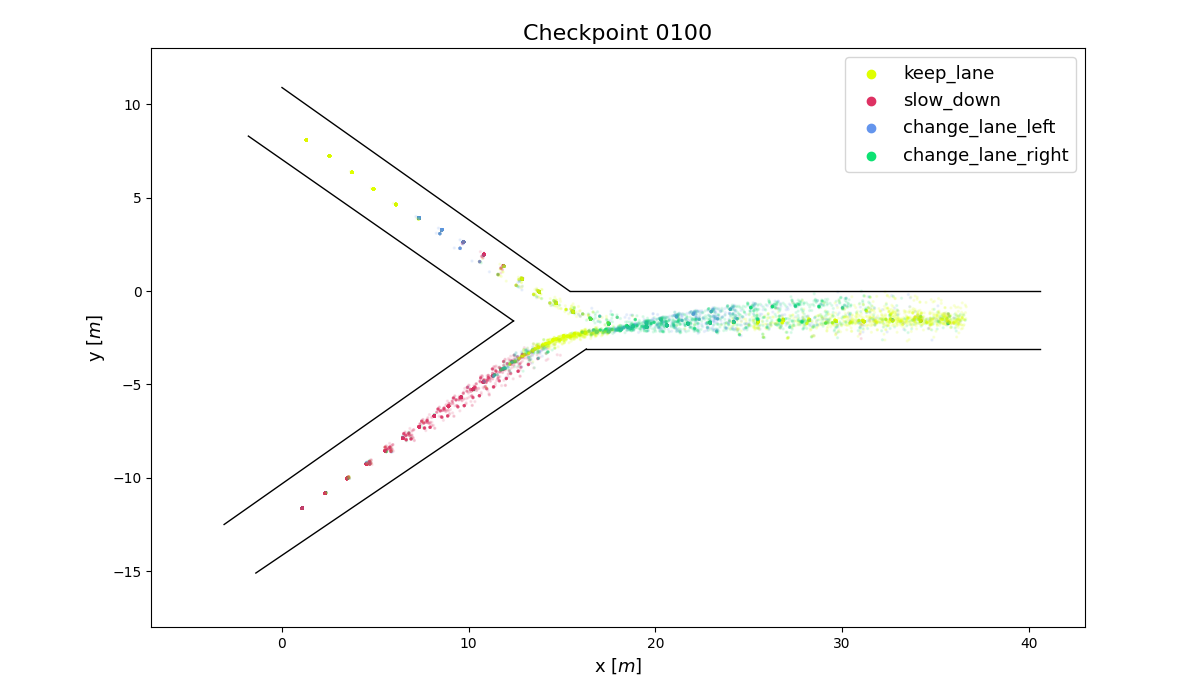 Checkpoint 0100
keep_lane
slow_down
change_lane_left
change_lane_right
10
5
0
−5
−10
−15
y [m]
0
10
20
30
40
x [m]